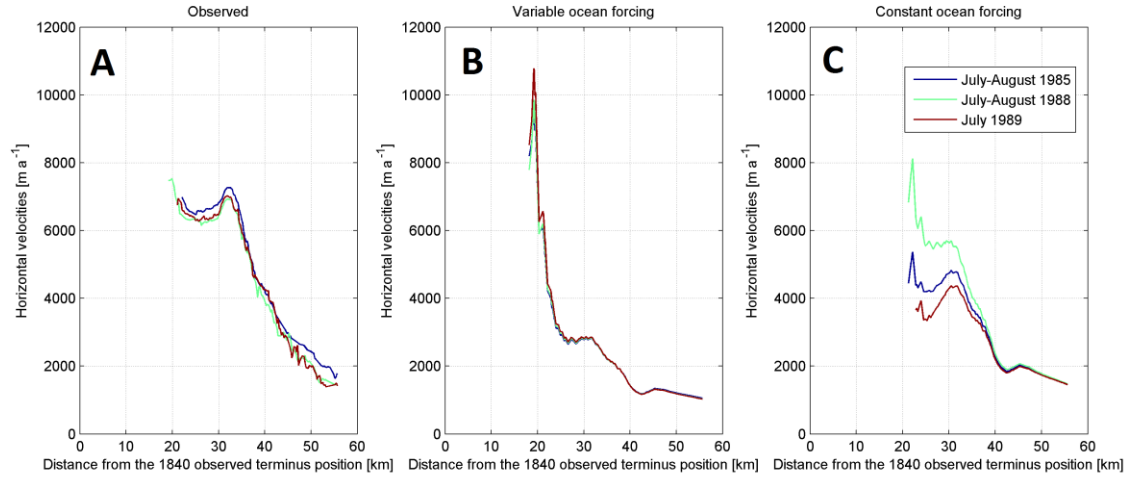 Observed
A
Horizontal velocities [m a⁻¹]
12000
10000
8000
6000
4000
2000
0
0 10 20 30 40 50 60
Distance from the 1840 observed terminus position [km]
Variable ocean forcing
B
Horizontal velocities [m a⁻¹]
12000
10000
8000
6000
4000
2000
0
0 10 20 30 40 50 60
Distance from the 1840 observed terminus position [km]
Constant ocean forcing
C
July-August 1985
July-August 1988
July 1989
Horizontal velocities [m a⁻¹]
12000
10000
8000
6000
4000
2000
0
0 10 20 30 40 50 60
Distance from the 1840 observed terminus position [km]